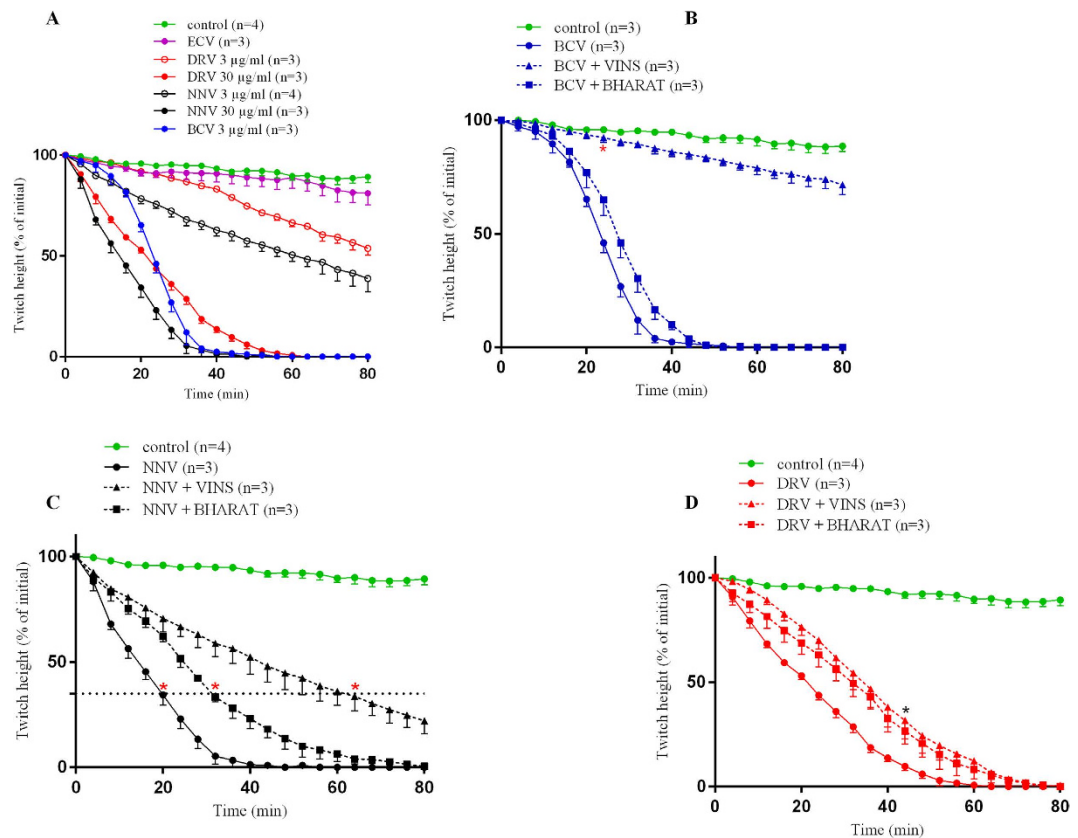 A
control (n=4)
ECV (n=3)
DRV 3 µg/ml (n=3)
DRV 30 µg/ml (n=3)
NNV 3 µg/ml (n=4)
NNV 30 µg/ml (n=3)
BCV 3 µg/ml (n=3)
Twitch height (% of initial)
100
50
0
0 20 40 60 80
Time (min)
B
control (n=3)
BCV (n=3)
BCV + VINS (n=3)
BCV + BHARAT (n=3)
Twitch height (% of initial)
100
50
0
*
0 20 40 60 80
Time (min)
C
control (n=4)
NNV (n=3)
NNV + VINS (n=3)
NNV + BHARAT (n=3)
Twitch height (% of initial)
100
50
0
* * *
0 20 40 60 80
Time (min)
D
control (n=4)
DRV (n=3)
DRV + VINS (n=3)
DRV + BHARAT (n=3)
Twitch height (% of initial)
100
50
0
*
0 20 40 60 80
Time (min)